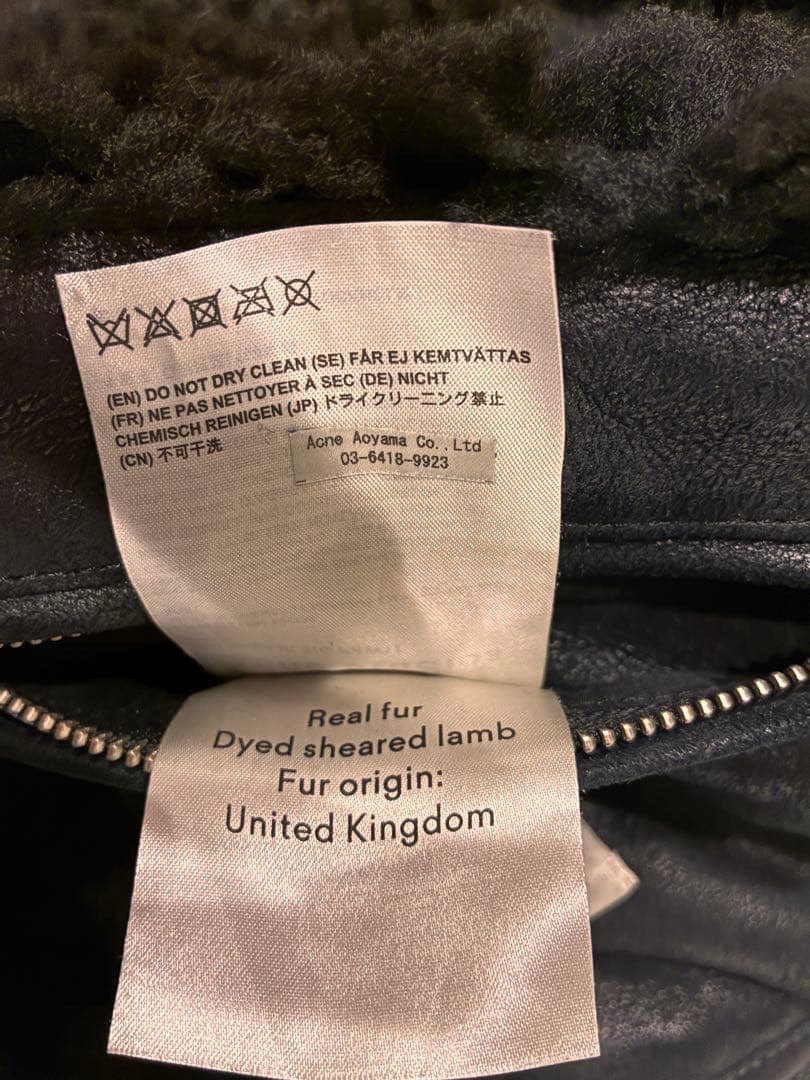 (EN) DO NOT DRY CLEAN (SE) FÅR EJ KEMTVÄTTAS
(FR) NE PAS NETTOYER À SEC (DE) NICHT
CHEMISCH REINIGEN (JP) ドライクリーニング禁止
(CN) 不可干洗
Acne Aoyama Co.,Ltd
03-6418-9923
Real fur
Dyed sheared lamb
Fur origin:
United Kingdom